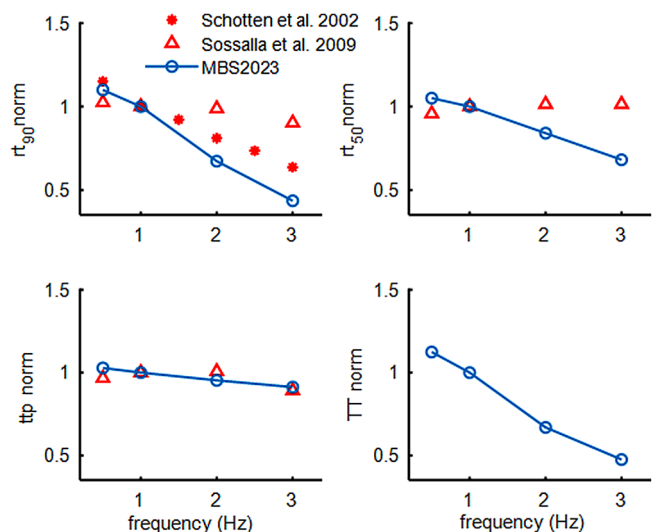 1.5
1
0.5
rt90norm
1 2 3
Schotten et al. 2002
Sossalla et al. 2009
MBS2023
1.5
1
0.5
rt50norm
1 2 3
1.5
1
0.5
ttp norm
1 2 3
frequency (Hz)
1.5
1
0.5
TT norm
1 2 3
frequency (Hz)